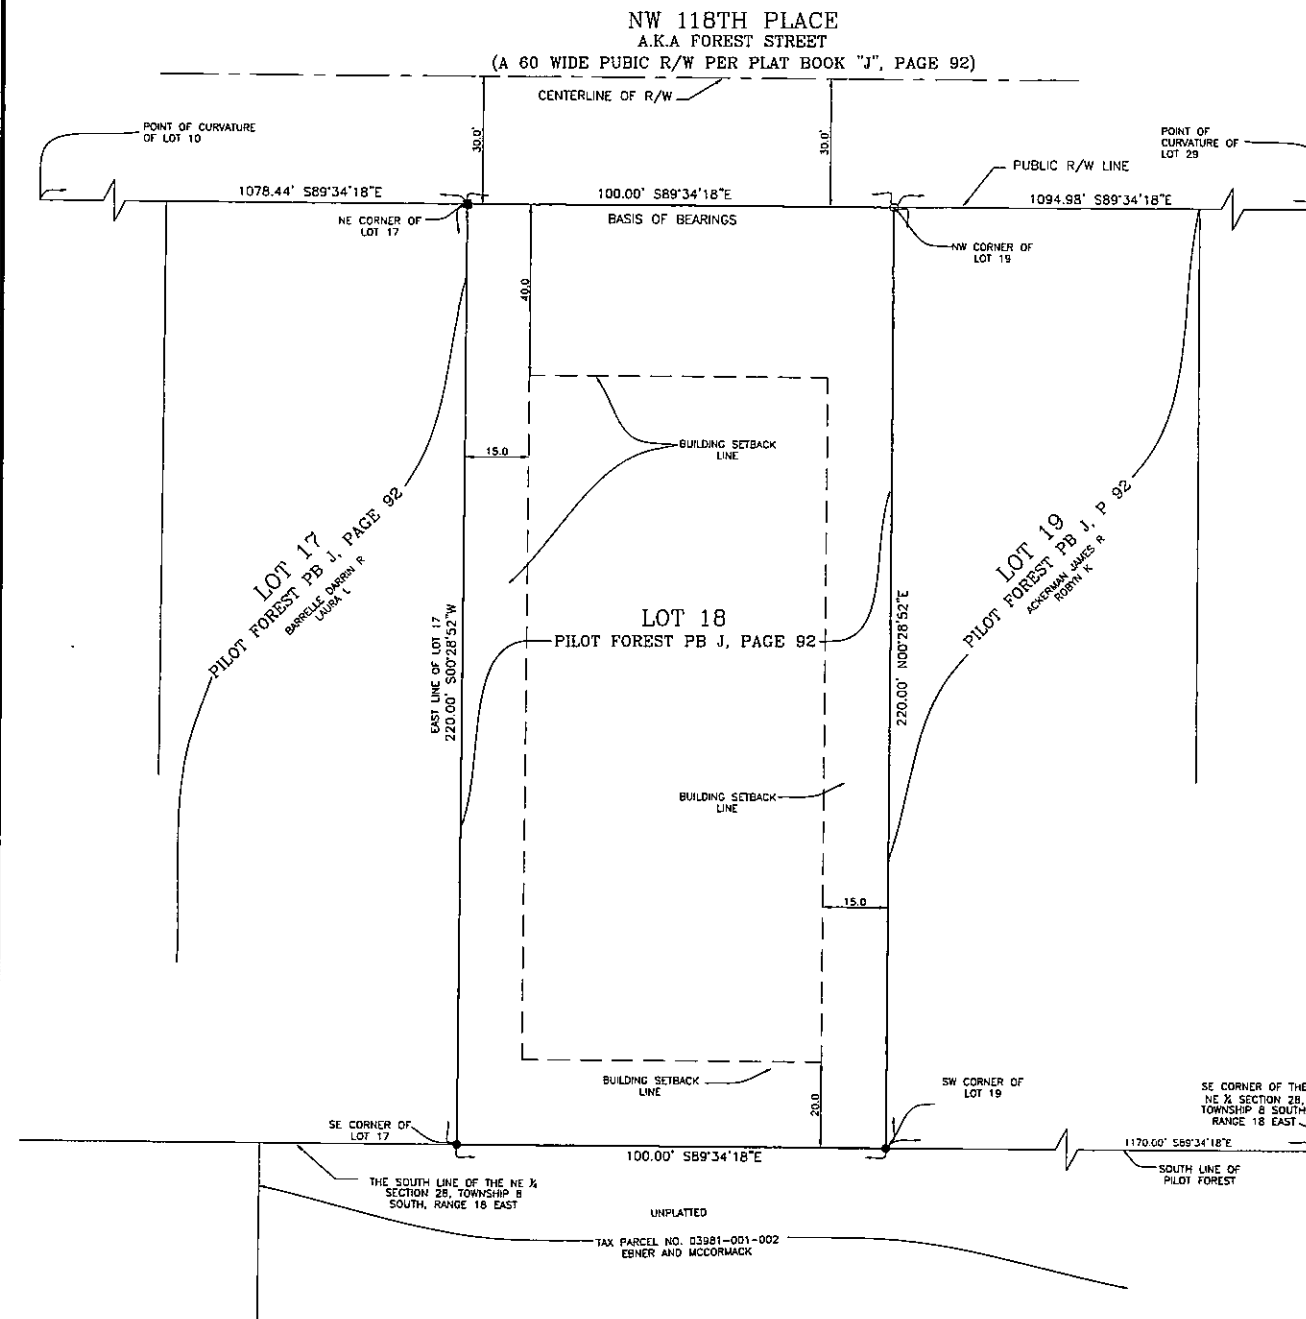 NW 118TH PLACE
A.K.A FOREST STREET
(A 60 WIDE PUBIC R/W PER PLAT BOOK "J", PAGE 92)
CENTERLINE OF R/W
POINT OF CURVATURE
OF LOT 10
30.0'
30.0'
POINT OF
CURVATURE OF
LOT 29
PUBLIC R/W LINE
1078.44' S89°34'18"E
100.00' S89°34'18"E
1094.98' S89°34'18"E
NE CORNER OF
LOT 17
BASIS OF BEARINGS
NW CORNER OF
LOT 19
40.0
BUILDING SETBACK
LINE
15.0
LOT 17
PILOT FOREST PB J, PAGE 92
BARRELLE DARRIN R
LAURA L
LOT 19
PILOT FOREST PB J, P 92
ACKERMAN JAMES R
ROBYN K
LOT 18
PILOT FOREST PB J, PAGE 92
EAST LINE OF LOT 17
220.00' S00°28'52"W
220.00' N00°28'52"E
BUILDING SETBACK
LINE
15.0
BUILDING SETBACK
LINE
20.0
SW CORNER OF
LOT 19
SE CORNER OF THE
NE ¼ SECTION 28,
TOWNSHIP 8 SOUTH
RANGE 18 EAST
SE CORNER OF
LOT 17
100.00' S89°34'18"E
1170.00' S89°34'18"E
SOUTH LINE OF
PILOT FOREST
THE SOUTH LINE OF THE NE ¼
SECTION 28, TOWNSHIP 8
SOUTH, RANGE 18 EAST
UNPLATTED
TAX PARCEL NO. 03981-001-002
EBNER AND MCCORMACK